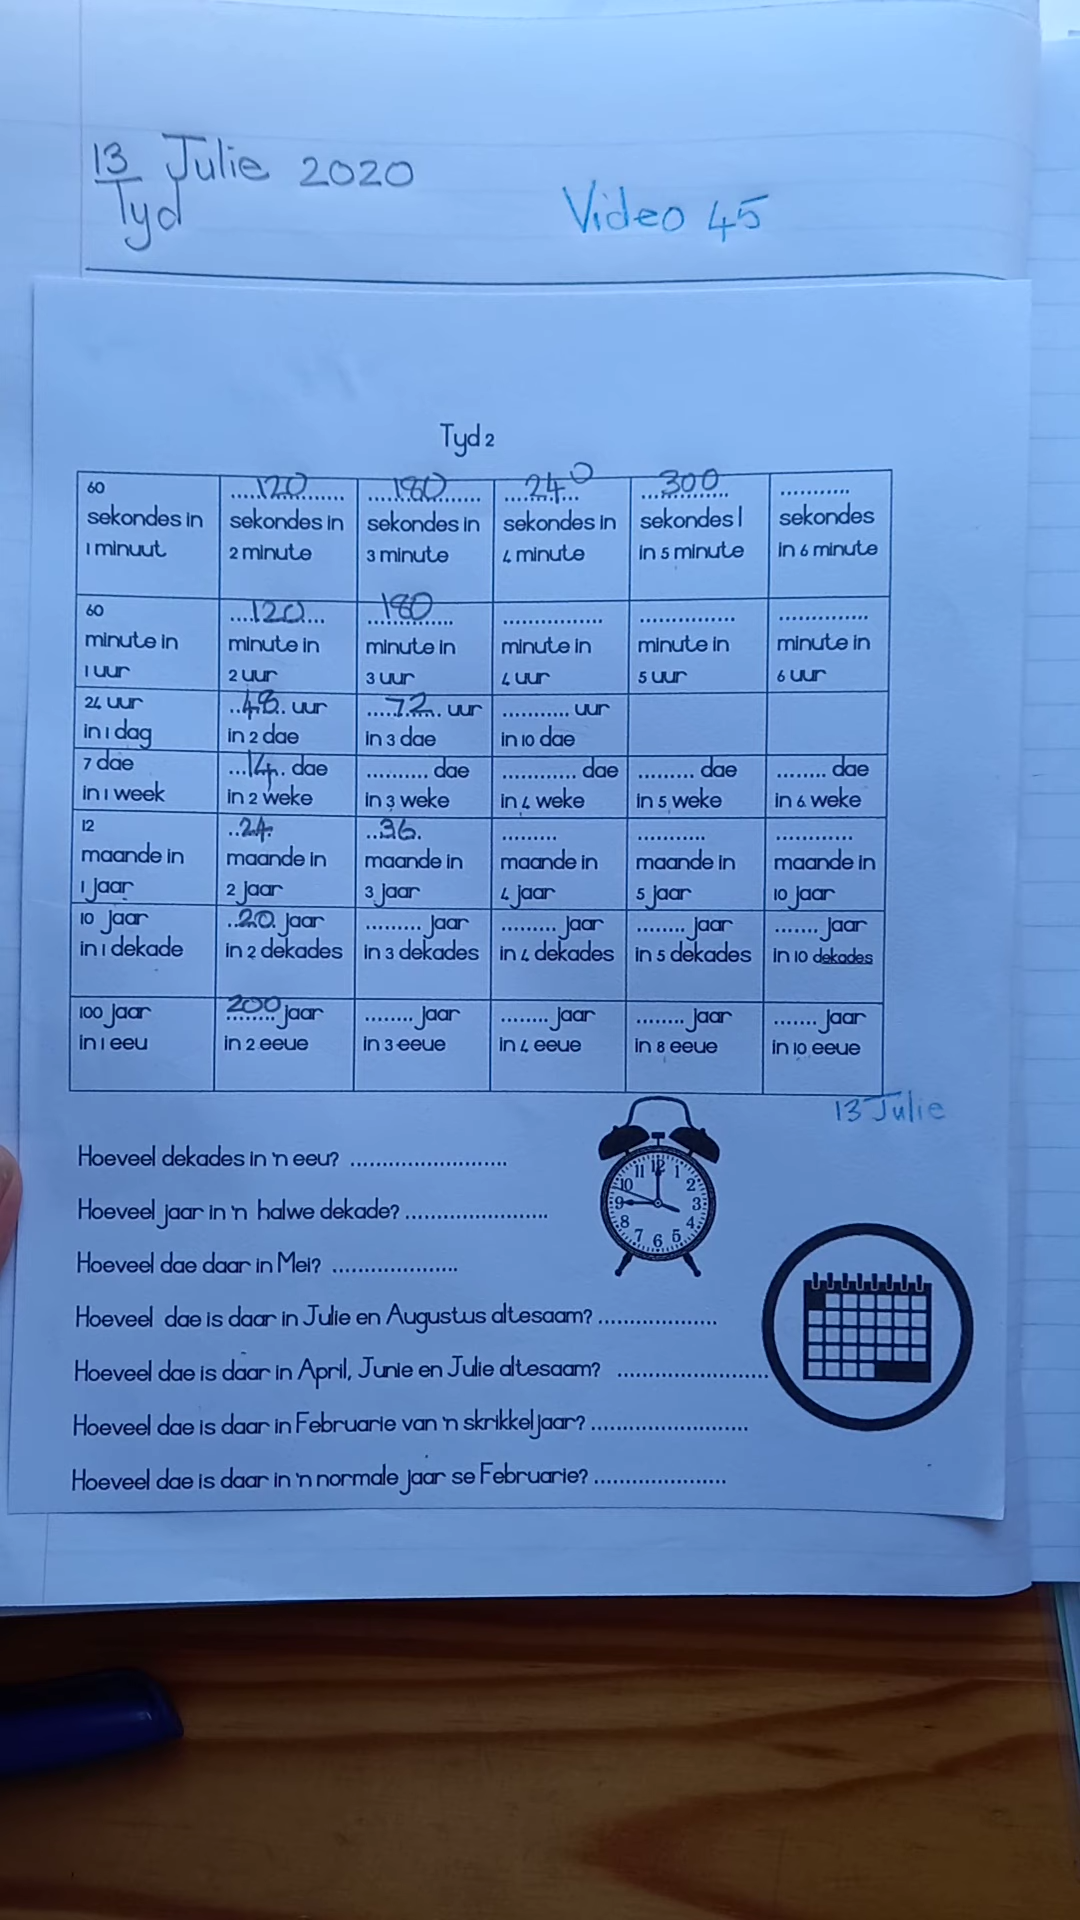 13 Julie 2020
Tyd
Video 45
Tyd 2
60
sekondes in
1 minuut
.....120.........
sekondes in
2 minute
....180........
sekondes in
3 minute
....240....
sekondes in
4 minute
...300......
sekondes I
in 5 minute
...........
sekondes
in 6 minute
60
minute in
1 uur
....120....
minute in
2 uur
..180.........
minute in
3 uur
................
minute in
4 uur
...............
minute in
5 uur
..............
minute in
6 uur
24 uur
in 1 dag
..48.. uur
in 2 dae
.....72.... uur
in 3 dae
........... uur
in 10 dae
7 dae
in 1 week
...14.. dae
in 2 weke
.......... dae
in 3 weke
............ dae
in 4 weke
......... dae
in 5 weke
........ dae
in 6 weke
12
maande in
1 jaar
..24.
maande in
2 jaar
..36.
maande in
3 jaar
.........
maande in
4 jaar
...........
maande in
5 jaar
............
maande in
10 jaar
10 jaar
in 1 dekade
..20. jaar
in 2 dekades
......... jaar
in 3 dekades
......... jaar
in 4 dekades
........ jaar
in 5 dekades
....... jaar
in 10 dekades
100 jaar
in 1 eeu
200 jaar
in 2 eeue
........ jaar
in 3 eeue
........ jaar
in 4 eeue
........ jaar
in 8 eeue
....... jaar
in 10 eeue
13 Julie
Hoeveel dekades in 'n eeu? ..........................
Hoeveel jaar in 'n halwe dekade? ........................
Hoeveel dae daar in Mei? .....................
Hoeveel dae is daar in Julie en Augustus altesaam? ....................
Hoeveel dae is daar in April, Junie en Julie altesaam? .........................
Hoeveel dae is daar in Februarie van 'n skrikkeljaar? ..........................
Hoeveel dae is daar in 'n normale jaar se Februarie? ......................
12
1
2
3
4
5
6
7
8
9
10
11